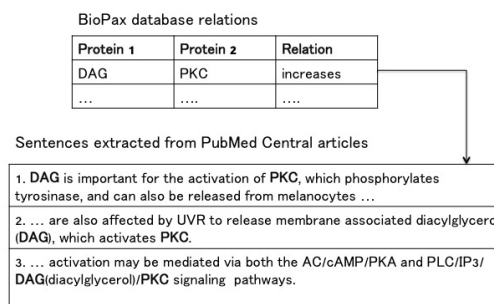 BioPax database relations
Protein 1 Protein 2 Relation
DAG PKC increases
... .... ....
Sentences extracted from PubMed Central articles
1. DAG is important for the activation of PKC, which phosphorylates
tyrosinase, and can also be released from melanocytes ...
2. ... are also affected by UVR to release membrane associated diacylglycero
(DAG), which activates PKC.
3. ... activation may be mediated via both the AC/cAMP/PKA and PLC/IP3/
DAG(diacylglycerol)/PKC signaling pathways.